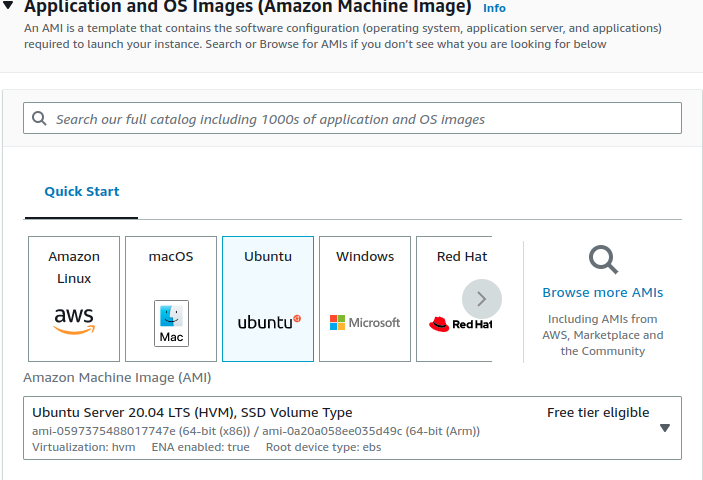 Application and OS Images (Amazon Machine Image) Info
An AMI is a template that contains the software configuration (operating system, application server, and applications)
required to launch your instance. Search or Browse for AMIs if you don't see what you are looking for below
Search our full catalog including 1000s of application and OS images
Quick Start
Amazon
Linux
aws
macOS
Mac
Ubuntu
ubuntu
Windows
Microsoft
Red Hat
Red Hat
Browse more AMIs
Including AMIs from
AWS, Marketplace and
the Community
Amazon Machine Image (AMI)
Ubuntu Server 20.04 LTS (HVM), SSD Volume Type Free tier eligible
ami-0597375488017747e (64-bit (x86)) / ami-0a20a058ee035d49c (64-bit (Arm))
Virtualization: hvm ENA enabled: true Root device type: ebs